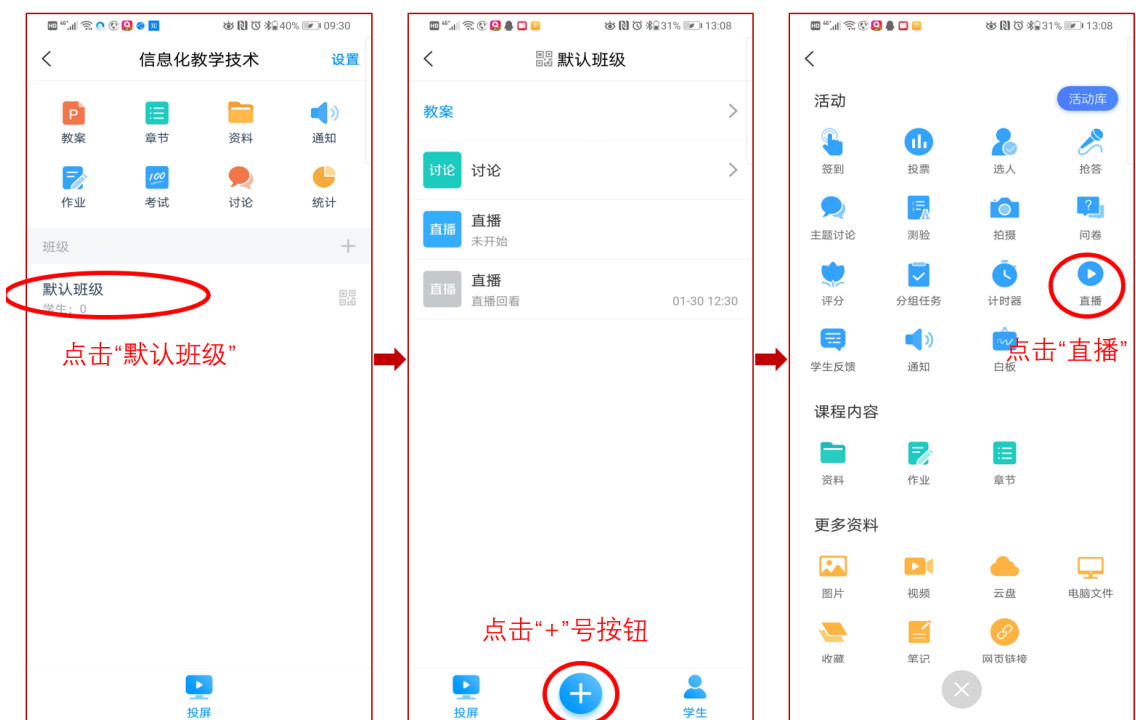 40% 09:30
信息化教学技术 设置
P 100
教案 章节 资料 通知
作业 考试 讨论 统计
班级
默认班级
学生：0
点击“默认班级”
投屏
31% 13:08
默认班级
教案
讨论 讨论
直播 直播
未开始
直播 直播
直播回看 01-30 12:30
点击“+”号按钮
投屏 学生
31% 13:08
活动 活动库
签到 投票 选人 抢答
主题讨论 测验 拍摄 问卷
评分 分组任务 计时器 直播
学生反馈 通知 白板
点击“直播”
课程内容
资料 作业 章节
更多资料
图片 视频 云盘 电脑文件
收藏 笔记 网页链接